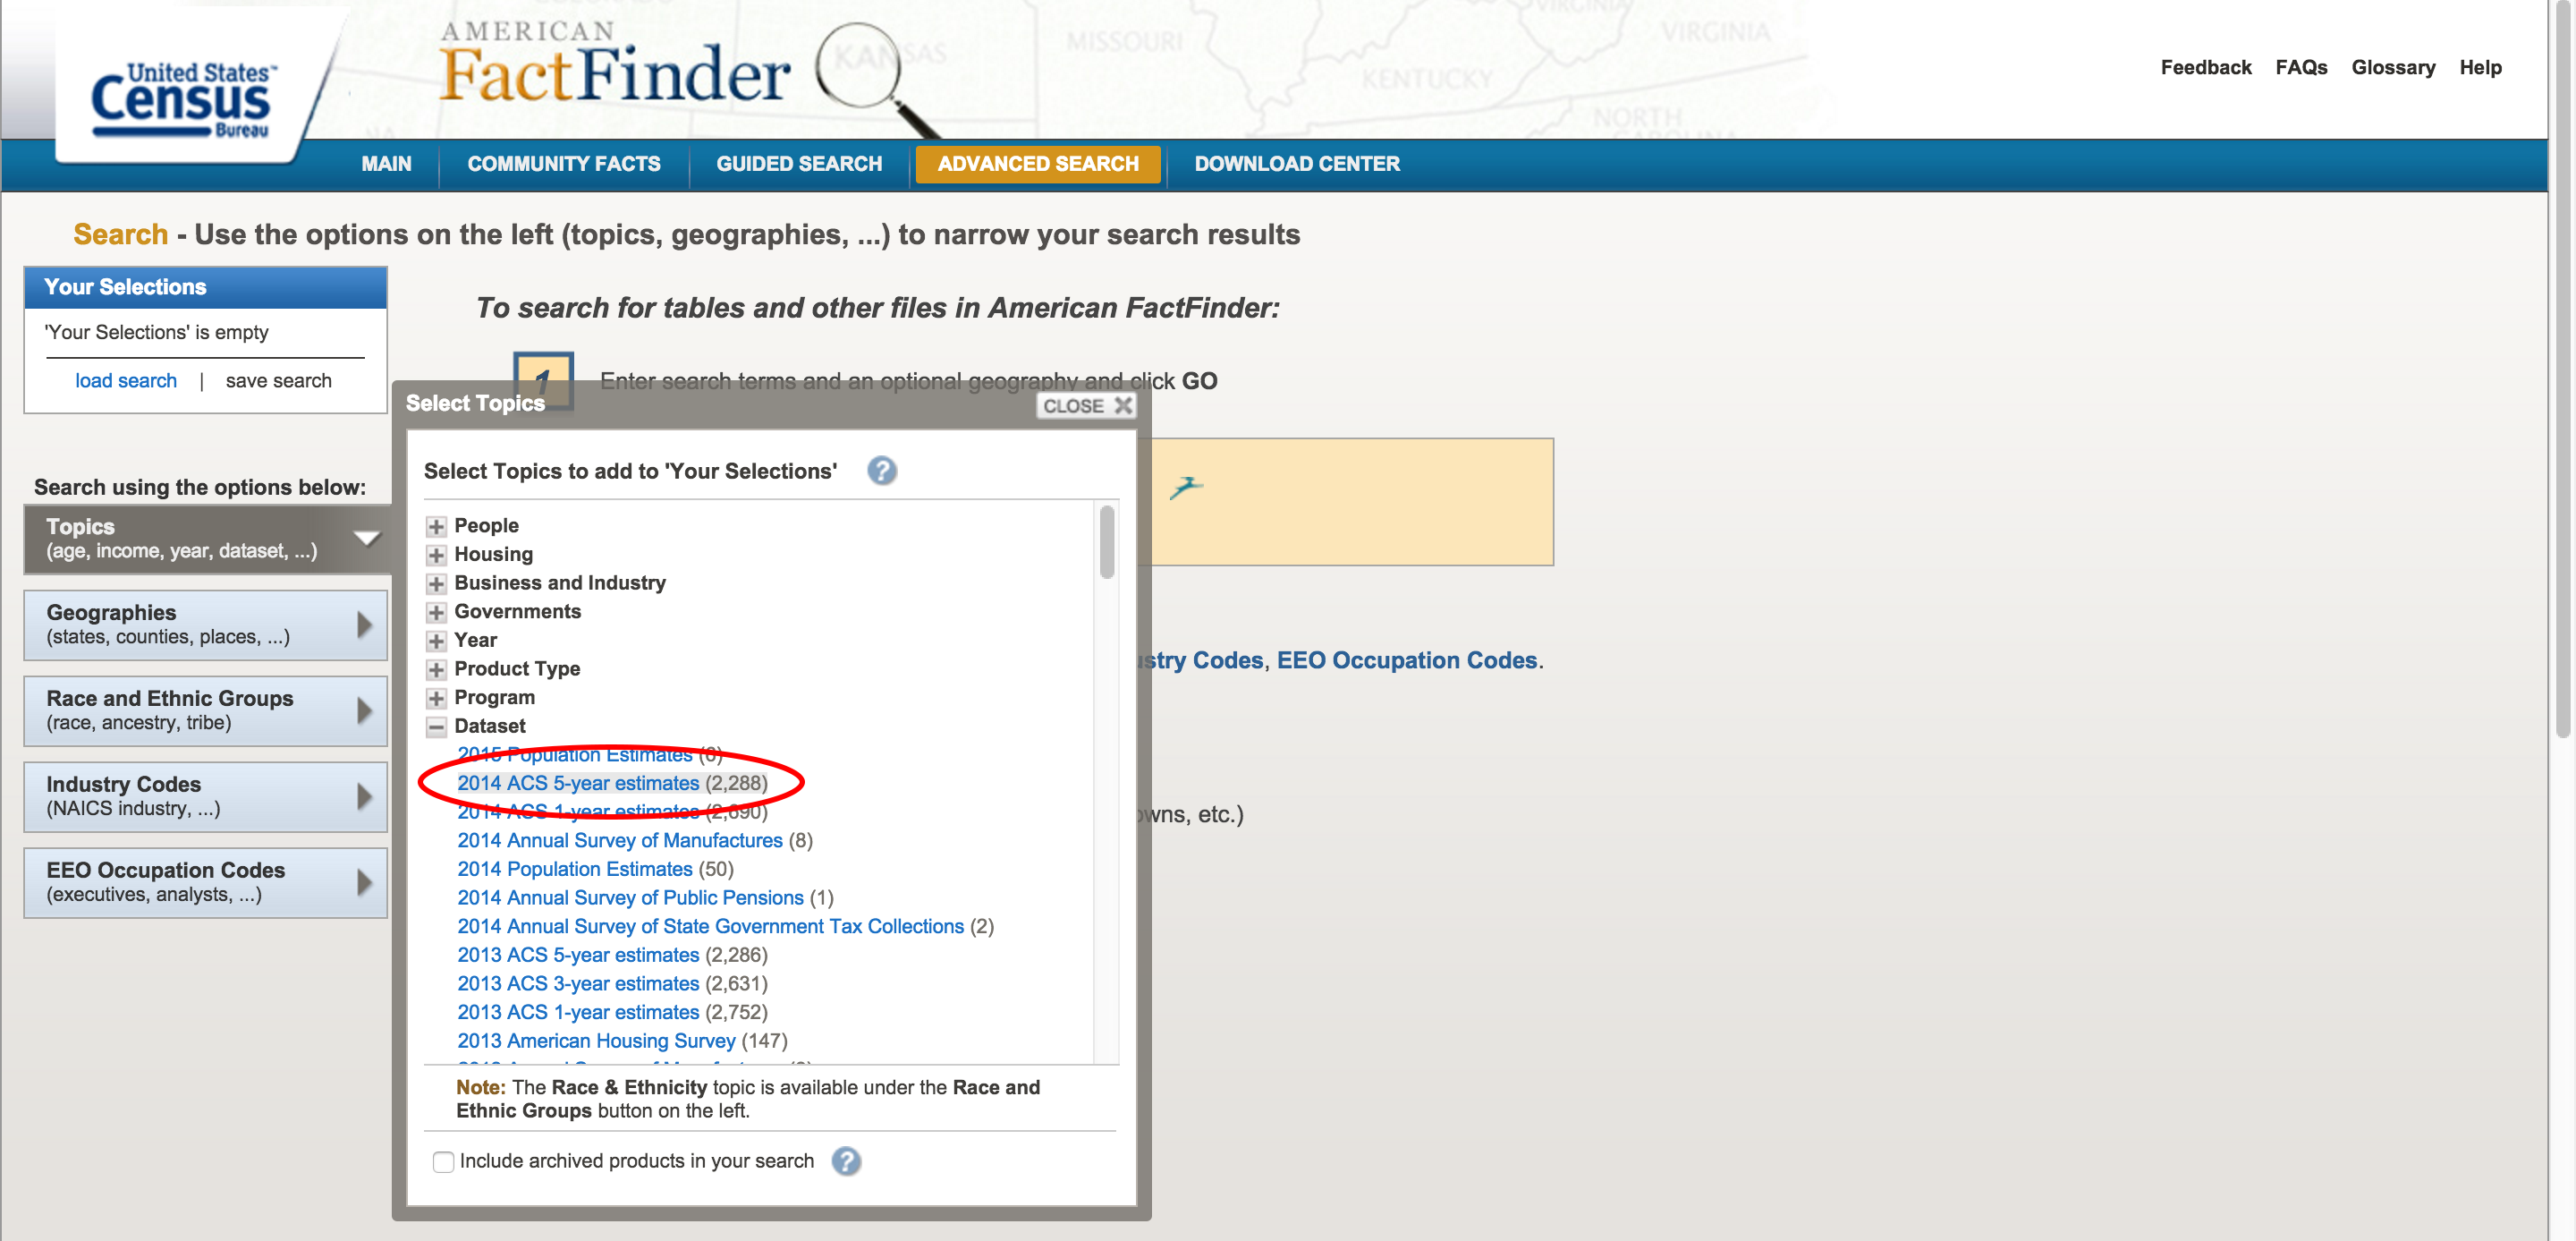 United States™
Census
Bureau
AMERICAN
FactFinder
KANSAS
MISSOURI
KENTUCKY
VIRGINIA
VIRGINIA
NORTH
CAROLINA
Feedback FAQs Glossary Help
MAIN COMMUNITY FACTS GUIDED SEARCH ADVANCED SEARCH DOWNLOAD CENTER
Search - Use the options on the left (topics, geographies, ...) to narrow your search results
Your Selections
'Your Selections' is empty
load search | save search
Search using the options below:
Topics
(age, income, year, dataset, ...)
Geographies
(states, counties, places, ...)
Race and Ethnic Groups
(race, ancestry, tribe)
Industry Codes
(NAICS industry, ...)
EEO Occupation Codes
(executives, analysts, ...)
To search for tables and other files in American FactFinder:
1 Enter search terms and an optional geography and click GO
Select Topics CLOSE X
Select Topics to add to 'Your Selections' ?
People
Housing
Business and Industry
Governments
Year
Product Type
Program
Dataset
2015 Population Estimates (6)
2014 ACS 5-year estimates (2,288)
2014 ACS 1-year estimates (2,690)
2014 Annual Survey of Manufactures (8)
2014 Population Estimates (50)
2014 Annual Survey of Public Pensions (1)
2014 Annual Survey of State Government Tax Collections (2)
2013 ACS 5-year estimates (2,286)
2013 ACS 3-year estimates (2,631)
2013 ACS 1-year estimates (2,752)
2013 American Housing Survey (147)
Note: The Race & Ethnicity topic is available under the Race and
Ethnic Groups button on the left.
Include archived products in your search ?
stry Codes, EEO Occupation Codes.
wns, etc.)